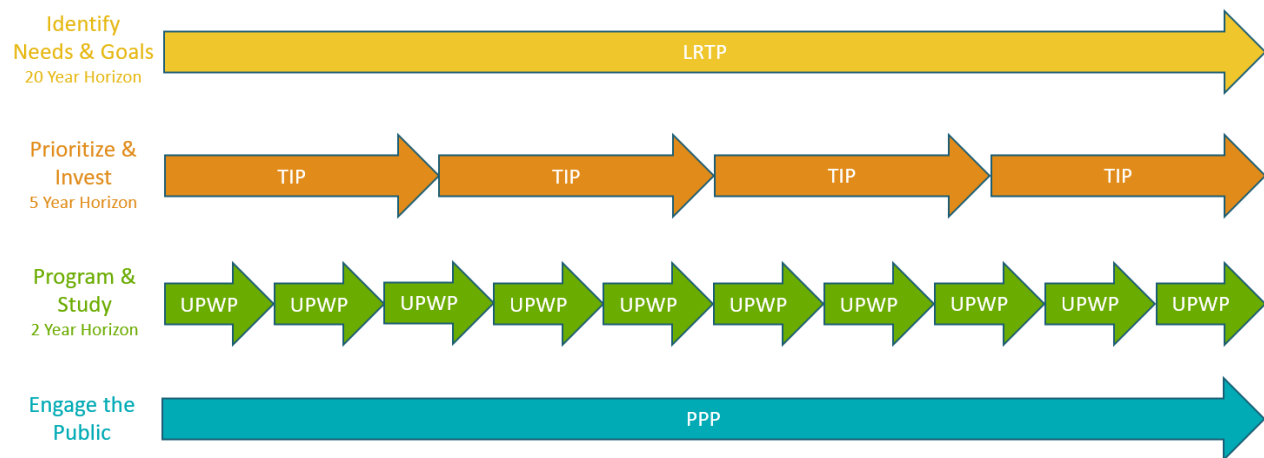 Identify
Needs & Goals
20 Year Horizon
LRTP
Prioritize &
Invest
5 Year Horizon
TIP TIP TIP TIP
Program &
Study
2 Year Horizon
UPWP UPWP UPWP UPWP UPWP UPWP UPWP UPWP UPWP UPWP
Engage the
Public
PPP